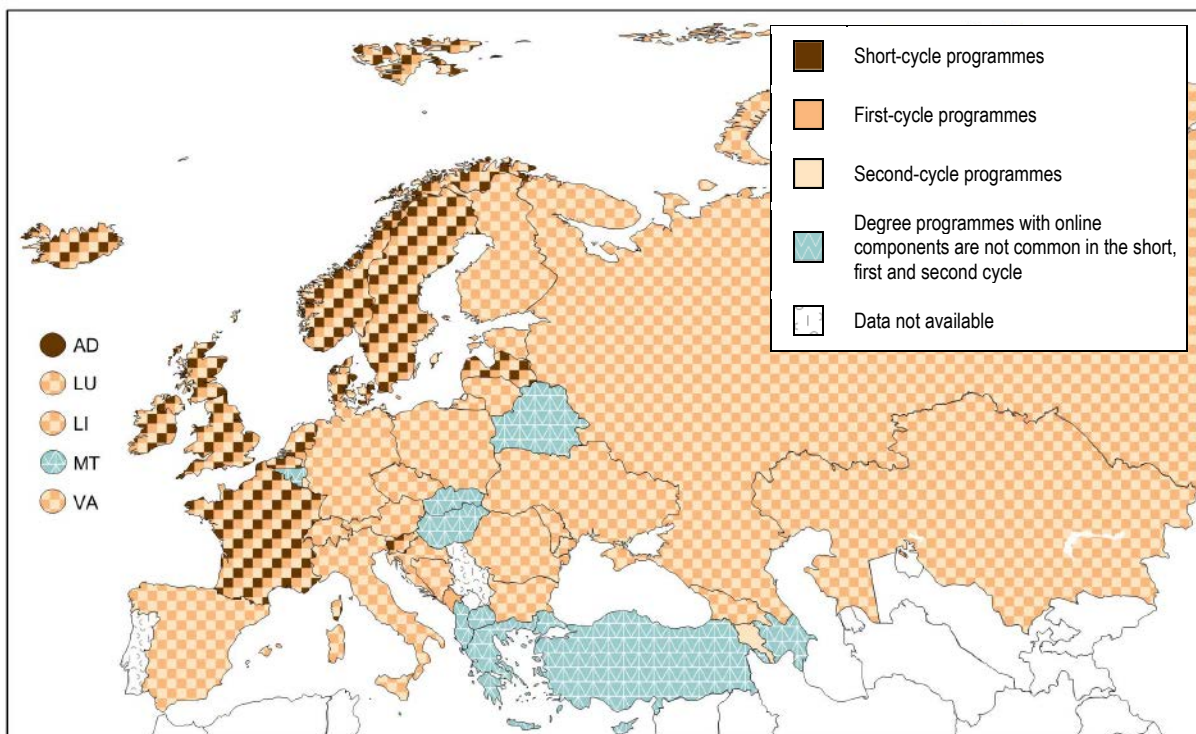 Short-cycle programmes
First-cycle programmes
Second-cycle programmes
Degree programmes with online
components are not common in the short,
first and second cycle
Data not available
AD
LU
LI
MT
VA